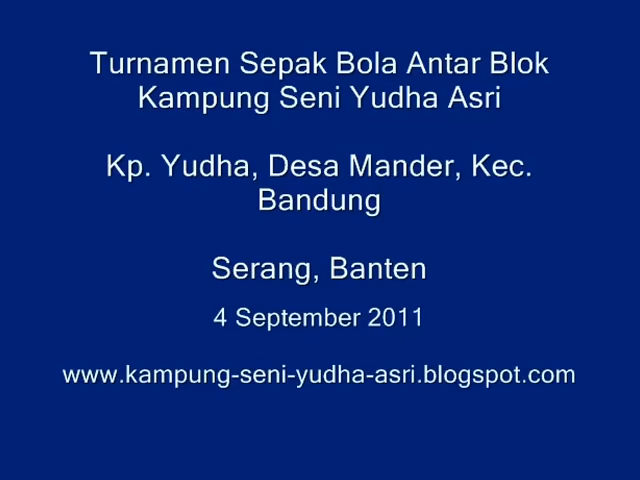 Turnamen Sepak Bola Antar Blok
Kampung Seni Yudha Asri
Kp. Yudha, Desa Mander, Kec.
Bandung
Serang, Banten
4 September 2011
www.kampung-seni-yudha-asri.blogspot.com